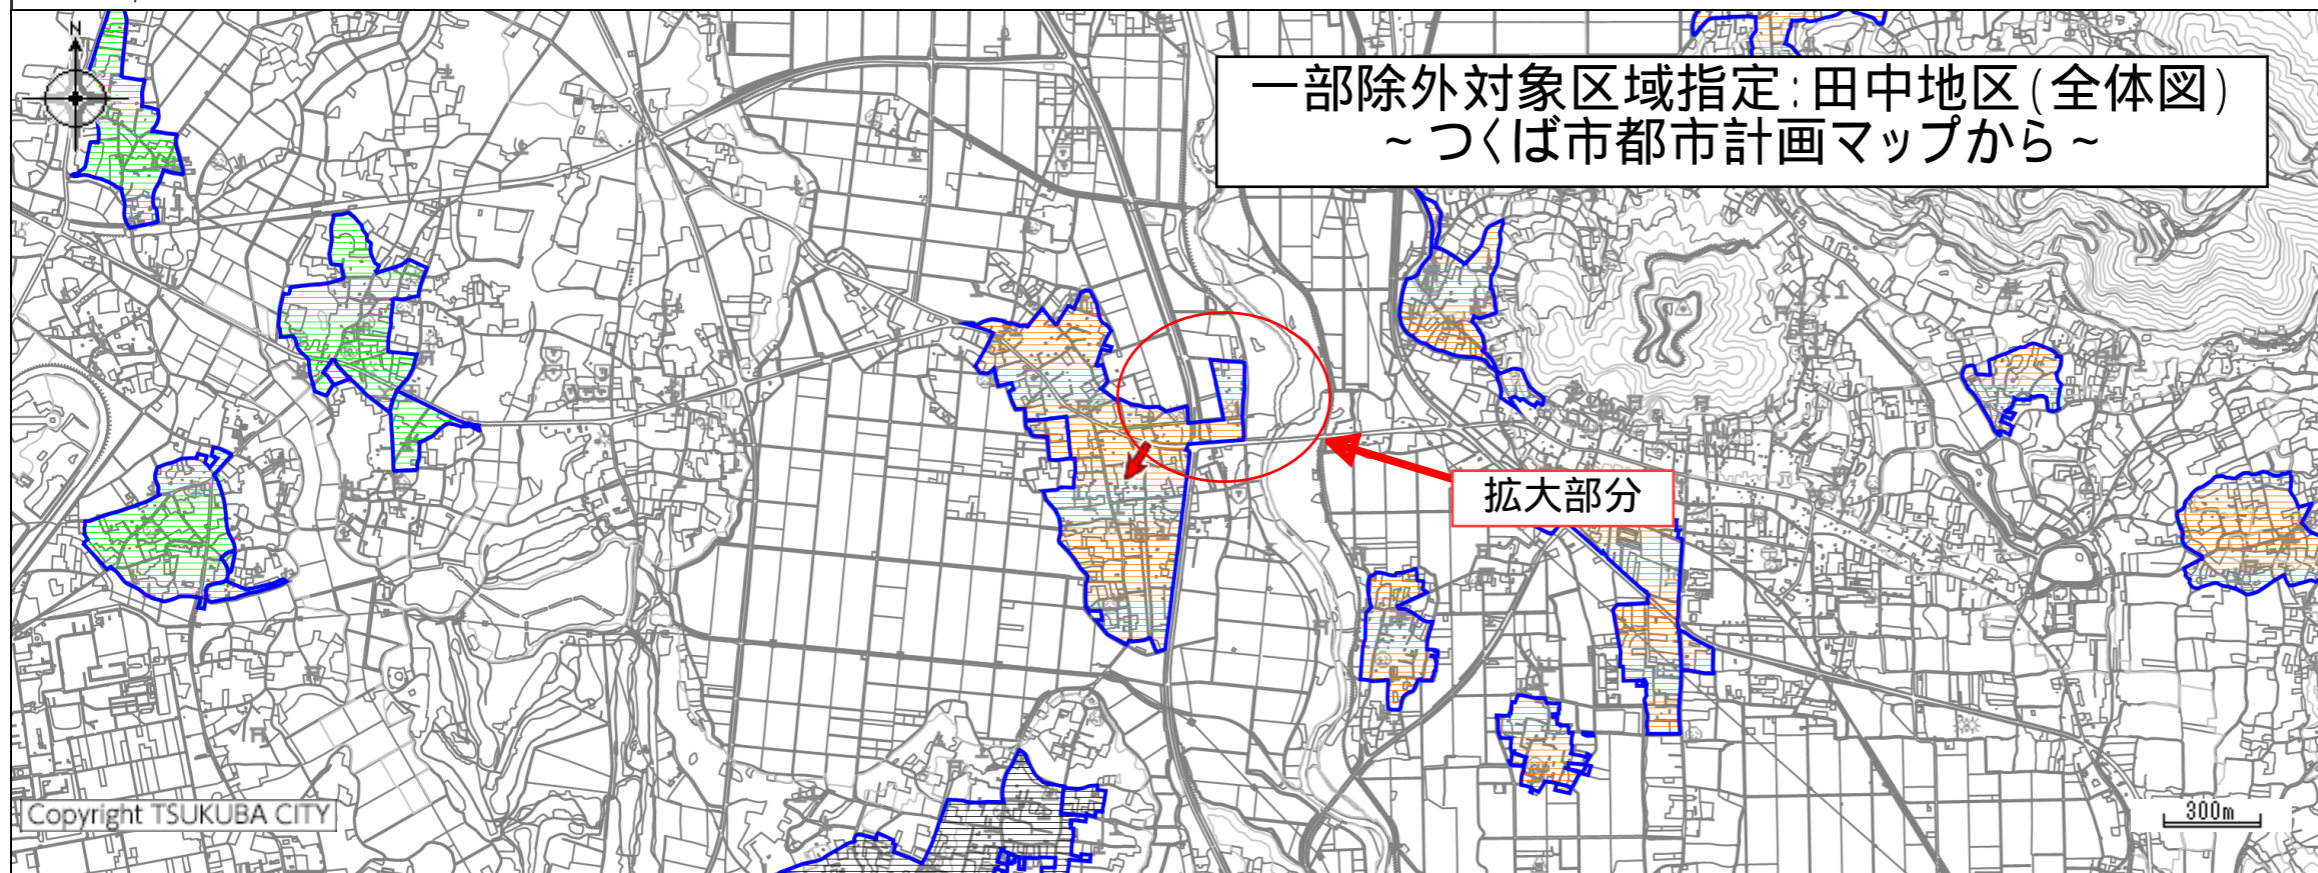 N
一部除外対象区域指定:田中地区(全体図)
~つくば市都市計画マップから~
拡大部分
Copyright TSUKUBA CITY
300m